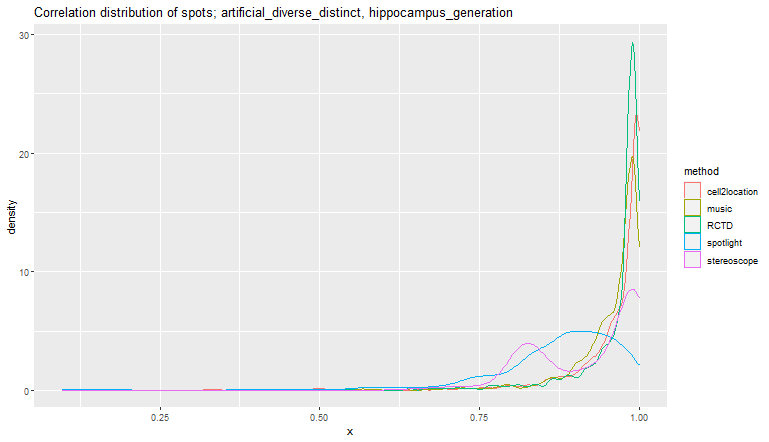 Correlation distribution of spots; artificial_diverse_distinct, hippocampus_generation
30
20
10
0
density
0.25
0.50
0.75
1.00
x
method
cell2location
music
RCTD
spotlight
stereoscope